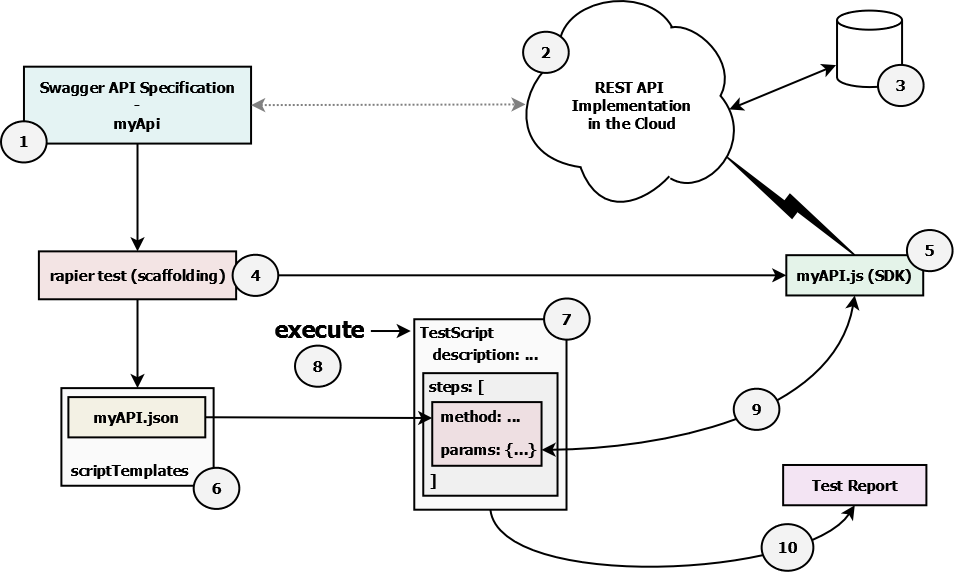 2
3
REST API
Implementation
in the Cloud
Swagger API Specification
-
myApi
1
5
rapier test (scaffolding)
4
myAPI.js (SDK)
7
execute
8
TestScript
description: ...
steps: [
method: ...
params: {...}
]
myAPI.json
scriptTemplates
6
9
Test Report
10